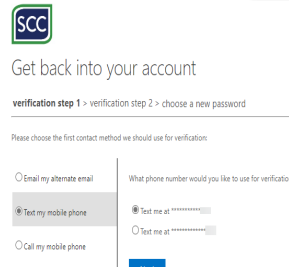 SCC
Get back into your account
verification step 1 > verification step 2 > choose a new password
Please choose the first contact method we should use for verification:
Email my alternate email
What phone number would you like to use for verificatio
Text my mobile phone
Text me at ***********
Text me at *************
Call my mobile phone